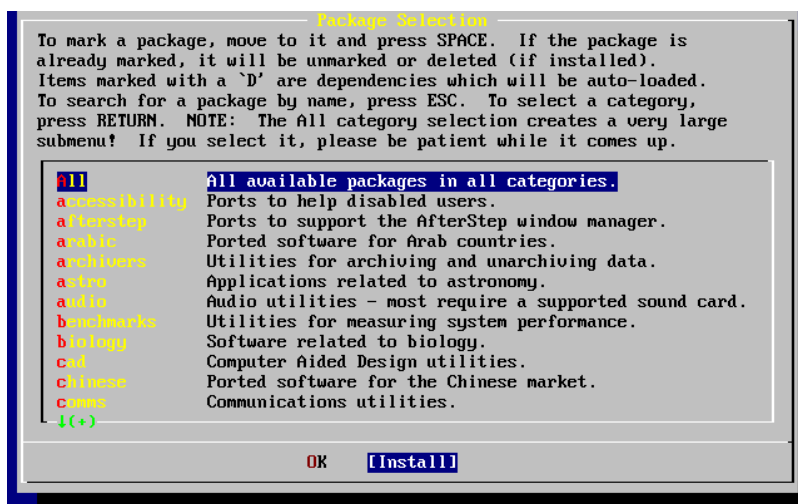 Package Selection
To mark a package, move to it and press SPACE.  If the package is
already marked, it will be unmarked or deleted (if installed).
Items marked with a `D' are dependencies which will be auto-loaded.
To search for a package by name, press ESC.  To select a category,
press RETURN.  NOTE:  The All category selection creates a very large
submenu!  If you select it, please be patient while it comes up.
All All available packages in all categories.
accessibility Ports to help disabled users.
afterstep Ports to support the AfterStep window manager.
arabic Ported software for Arab countries.
archivers Utilities for archiving and unarchiving data.
astro Applications related to astronomy.
audio Audio utilities - most require a supported sound card.
benchmarks Utilities for measuring system performance.
biology Software related to biology.
cad Computer Aided Design utilities.
chinese Ported software for the Chinese market.
comms Communications utilities.
↓(+)
OK [Install]